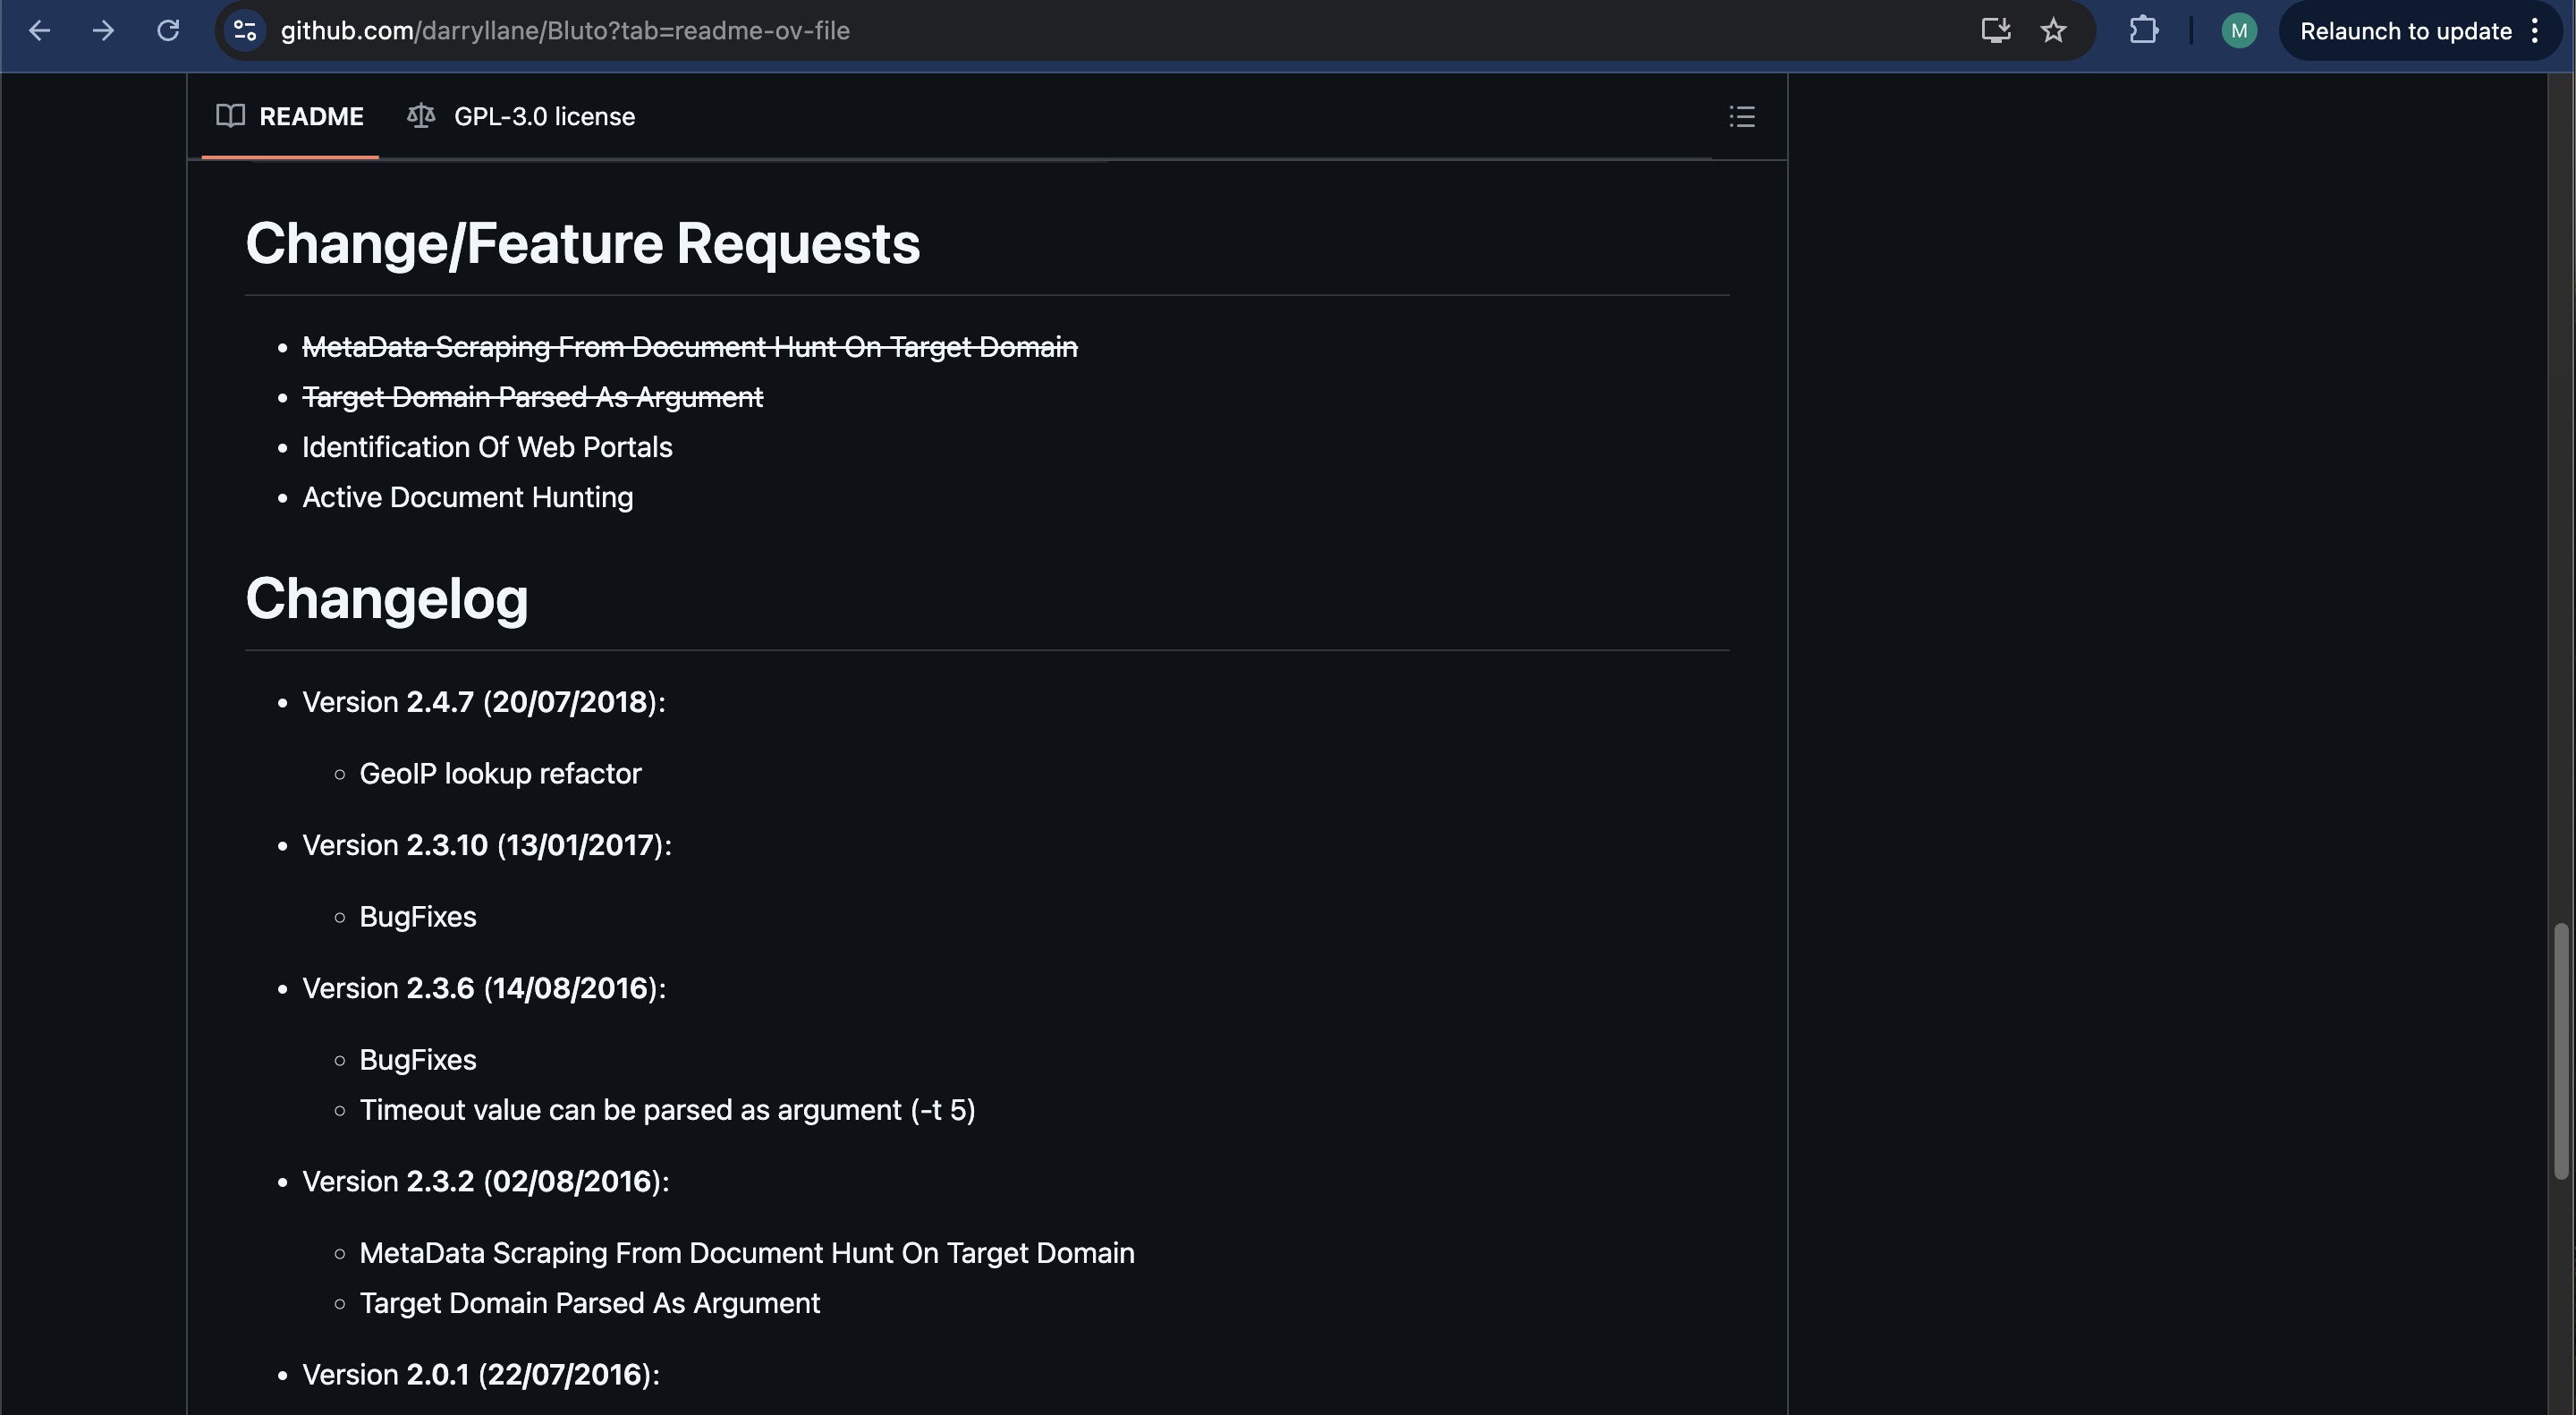 github.com/darryllane/Bluto?tab=readme-ov-file
M
Relaunch to update
README
GPL-3.0 license
Change/Feature Requests
MetaData Scraping From Document Hunt On Target Domain
Target Domain Parsed As Argument
Identification Of Web Portals
Active Document Hunting
Changelog
Version 2.4.7 (20/07/2018):
GeoIP lookup refactor
Version 2.3.10 (13/01/2017):
BugFixes
Version 2.3.6 (14/08/2016):
BugFixes
Timeout value can be parsed as argument (-t 5)
Version 2.3.2 (02/08/2016):
MetaData Scraping From Document Hunt On Target Domain
Target Domain Parsed As Argument
Version 2.0.1 (22/07/2016):